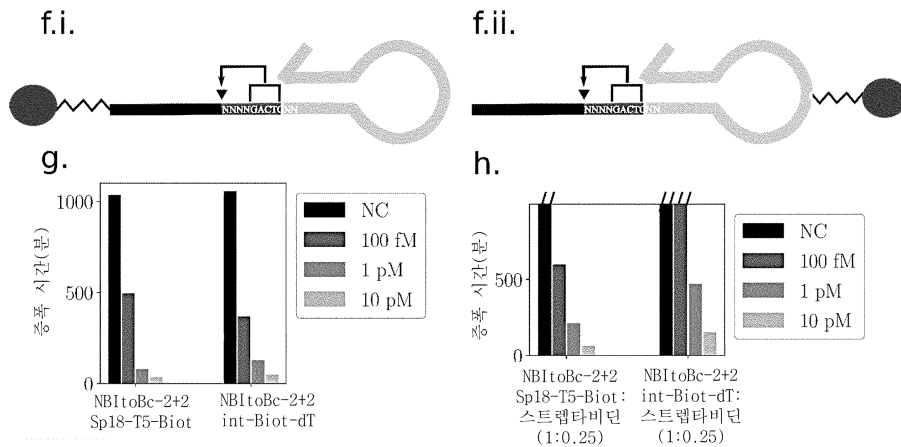 f.i.
f.ii.
NNNNGACTCNN
NNNNGACTCNN
g.
h.
증폭 시간(분)
1000
500
0
NC
100 fM
1 pM
10 pM
NBItoBc-2+2
Sp18-T5-Biot
NBItoBc-2+2
int-Biot-dT
증폭 시간(분)
500
0
NC
100 fM
1 pM
10 pM
NBItoBc-2+2
Sp18-T5-Biot:
스트렙타비딘
(1:0.25)
NBItoBc-2+2
int-Biot-dT:
스트렙타비딘
(1:0.25)